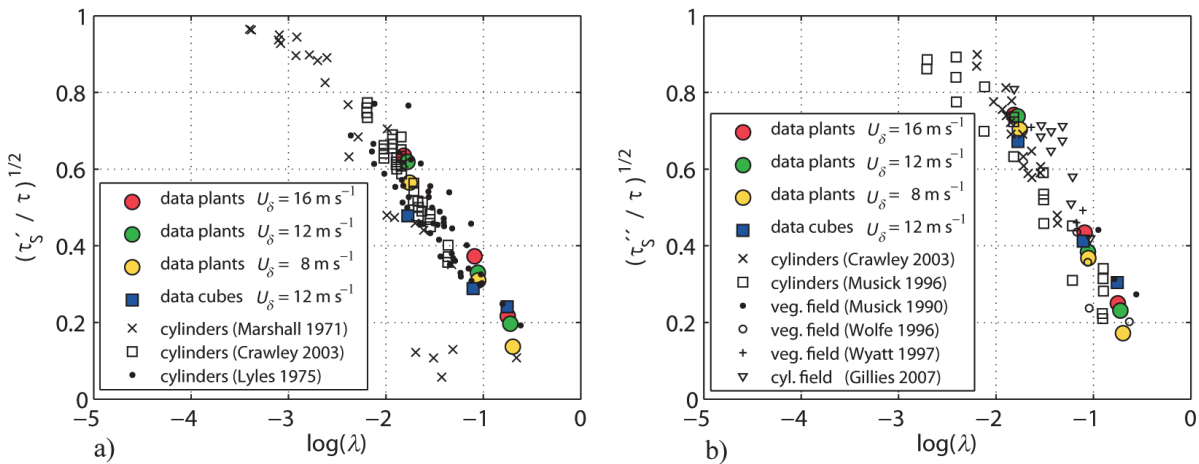 1
0.8
0.6
0.4
0.2
0
(τS′ / τ)^1/2
data plants Uδ = 16 m s−1
data plants Uδ = 12 m s−1
data plants Uδ = 8 m s−1
data cubes Uδ = 12 m s−1
cylinders (Marshall 1971)
cylinders (Crawley 2003)
cylinders (Lyles 1975)
−5 −4 −3 −2 −1 0
a) log(λ)
1
0.8
0.6
0.4
0.2
0
(τS′′ / τ)^1/2
data plants Uδ = 16 m s−1
data plants Uδ = 12 m s−1
data plants Uδ = 8 m s−1
data cubes Uδ = 12 m s−1
cylinders (Crawley 2003)
cylinders (Musick 1996)
veg. field (Musick 1990)
veg. field (Wolfe 1996)
veg. field (Wyatt 1997)
cyl. field (Gillies 2007)
−5 −4 −3 −2 −1 0
b) log(λ)